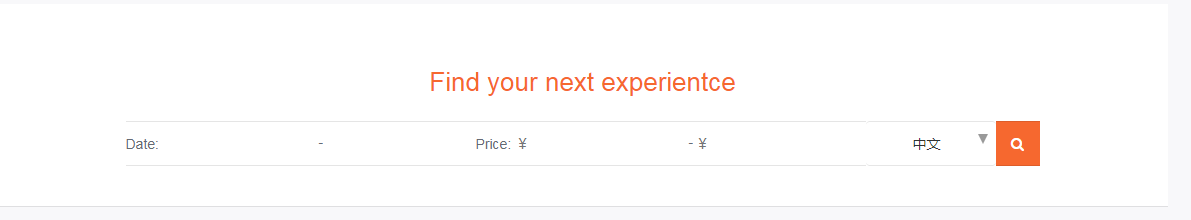 Find your next experientce
Date: - Price: ¥ - ¥ 中文